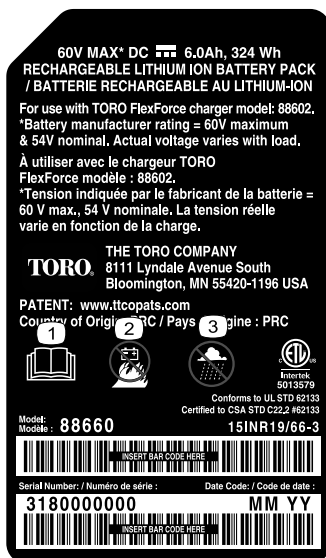 60V MAX* DC 6.0Ah, 324 Wh
RECHARGEABLE LITHIUM ION BATTERY PACK
/ BATTERIE RECHARGEABLE AU LITHIUM-ION
For use with TORO FlexForce charger model: 88602.
*Battery manufacturer rating = 60V maximum
& 54V nominal. Actual voltage varies with load.
À utiliser avec le chargeur TORO
FlexForce modèle : 88602.
*Tension indiquée par le fabricant de la batterie =
60 V max., 54 V nominale. La tension réelle
varie en fonction de la charge.
TORO®
THE TORO COMPANY
8111 Lyndale Avenue South
Bloomington, MN 55420-1196 USA
PATENT: www.ttcopats.com
Country of Origi PRC / Pays gine : PRC
1 2 3
ETL
Intertek
5013579
Conforms to UL STD 62133
Certified to CSA STD C22.2 #62133
Model:
Modèle : 88660 15INR19/66-3
INSERT BAR CODE HERE
Serial Number: / Numéro de série : Date Code: / Code de date :
3180000000 MM YY
INSERT BAR CODE HERE